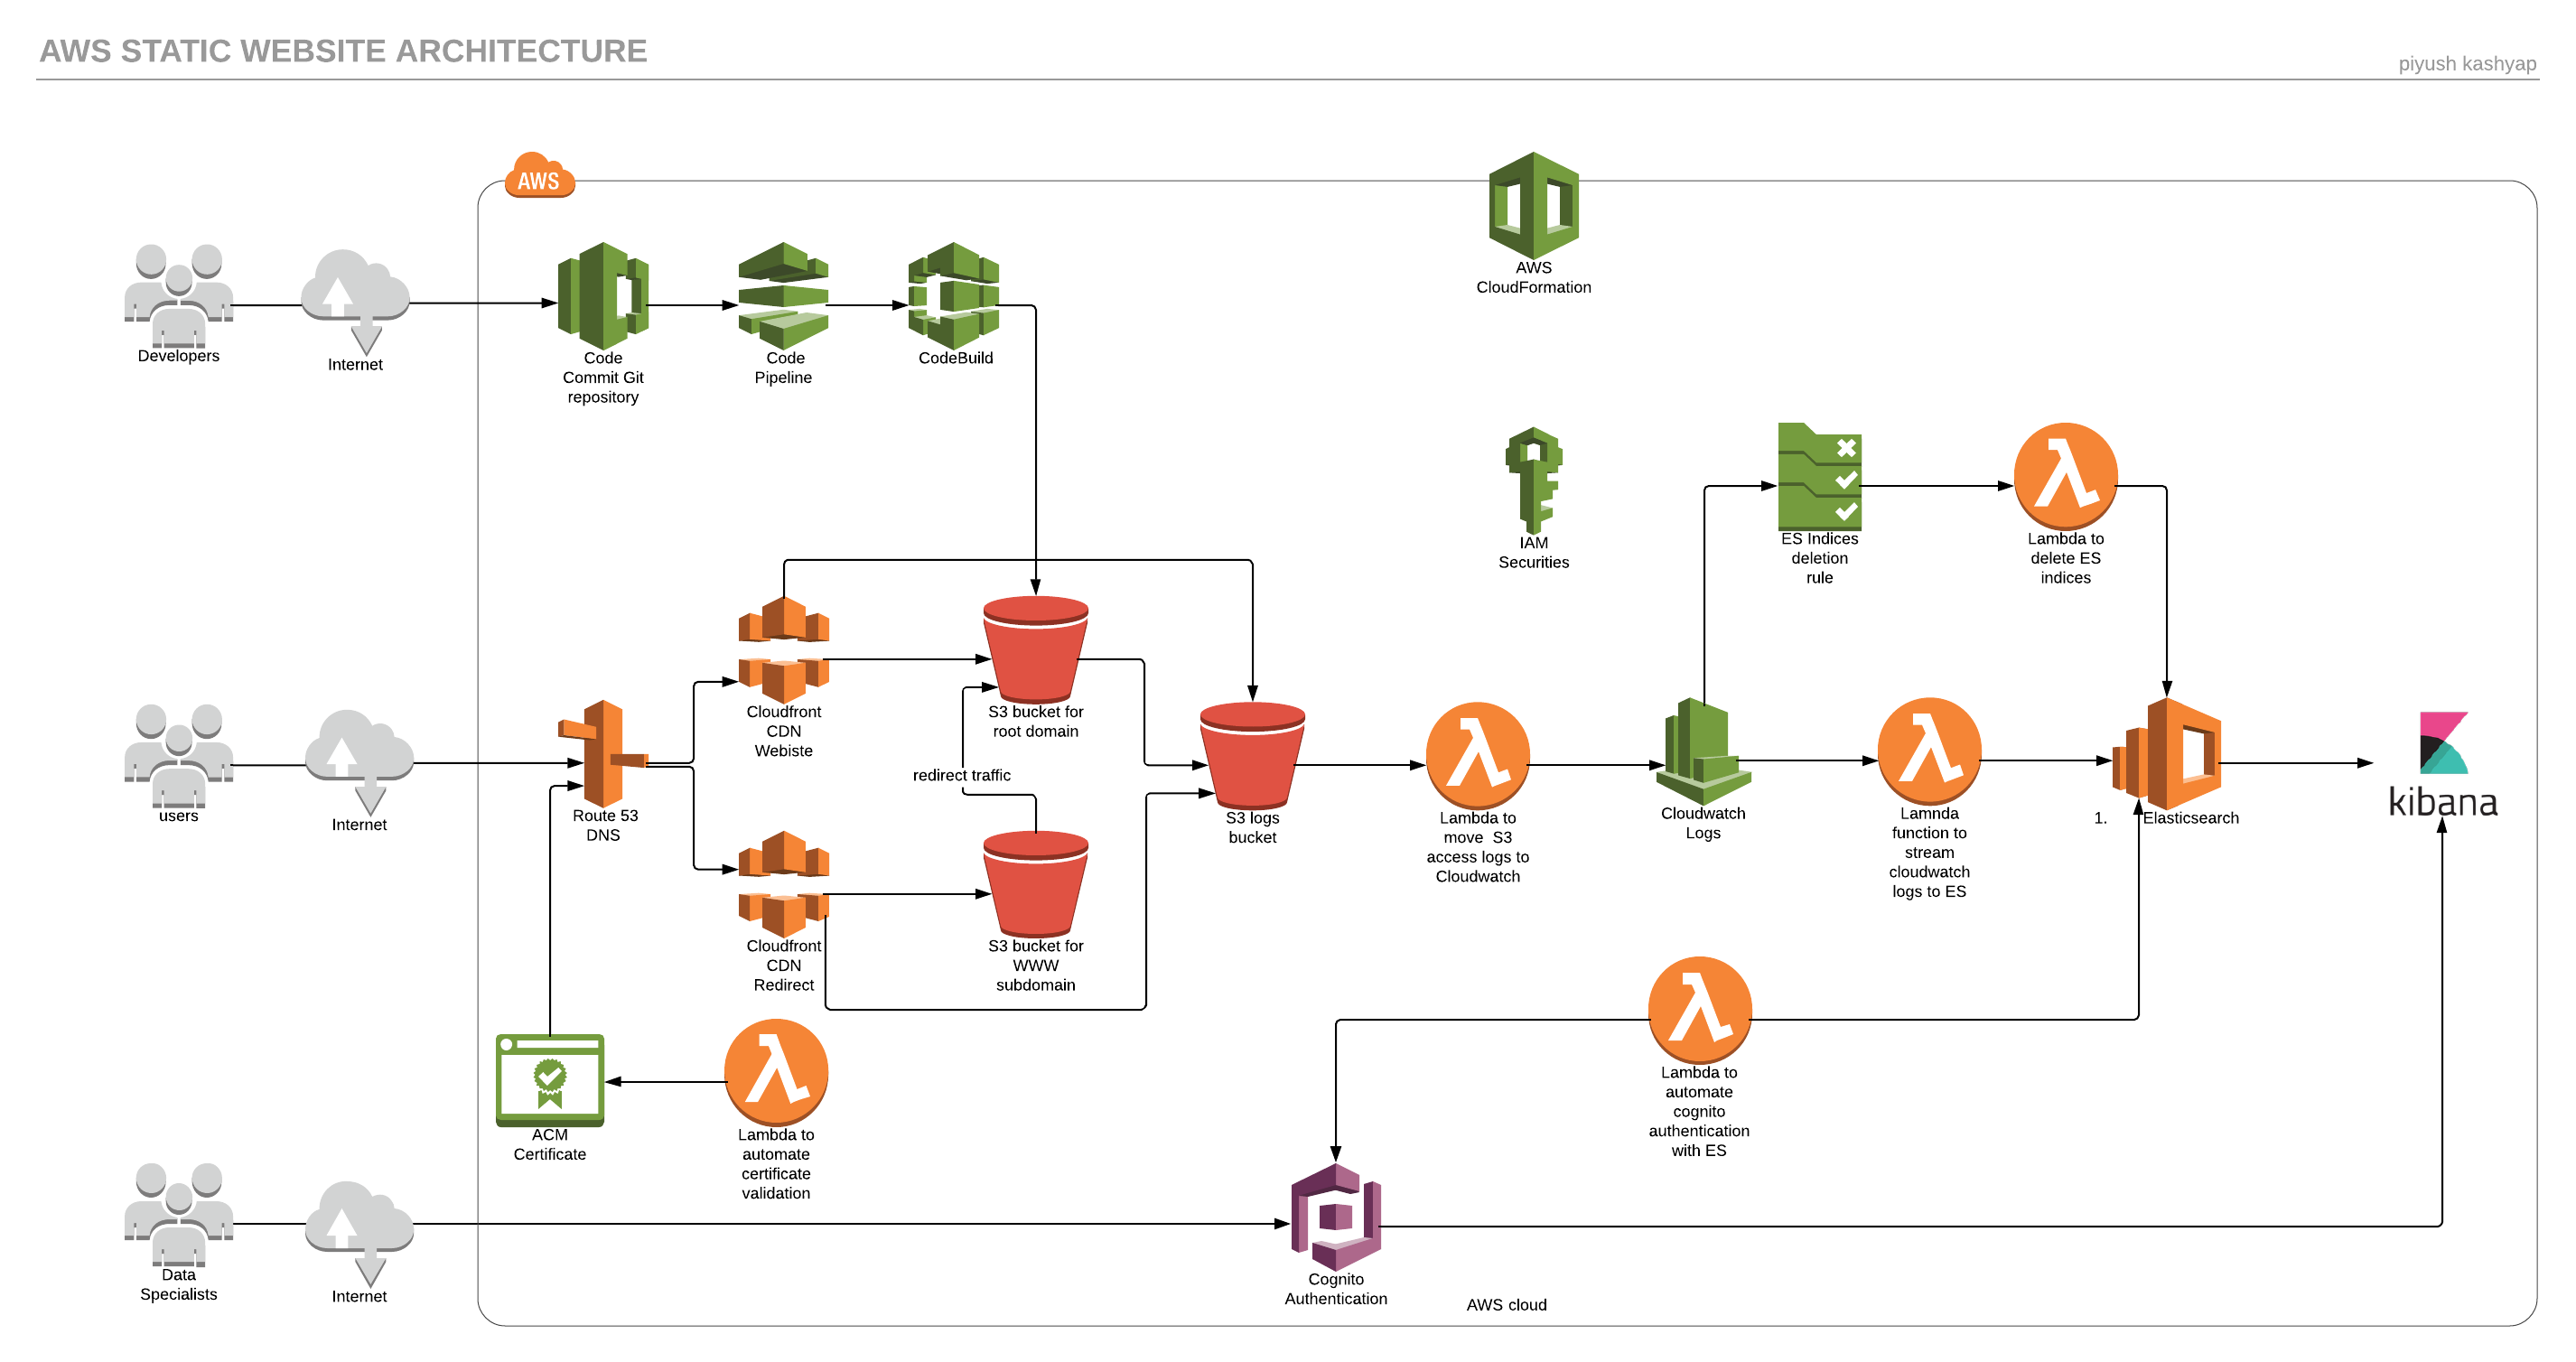 AWS STATIC WEBSITE ARCHITECTURE
piyush kashyap
AWS
AWS
CloudFormation
Developers
Internet
Code
Commit Git
repository
Code
Pipeline
CodeBuild
IAM
Securities
ES Indices
deletion
rule
Lambda to
delete ES
indices
users
Internet
Route 53
DNS
Cloudfront
CDN
Webiste
S3 bucket for
root domain
redirect traffic
Cloudfront
CDN
Redirect
S3 bucket for
WWW
subdomain
S3 logs
bucket
Lambda to
move S3
access logs to
Cloudwatch
Cloudwatch
Logs
Lamnda
function to
stream
cloudwatch
logs to ES
1. Elasticsearch
kibana
ACM
Certificate
Lambda to
automate
certificate
validation
Lambda to
automate
cognito
authentication
with ES
Data
Specialists
Internet
Cognito
Authentication
AWS cloud